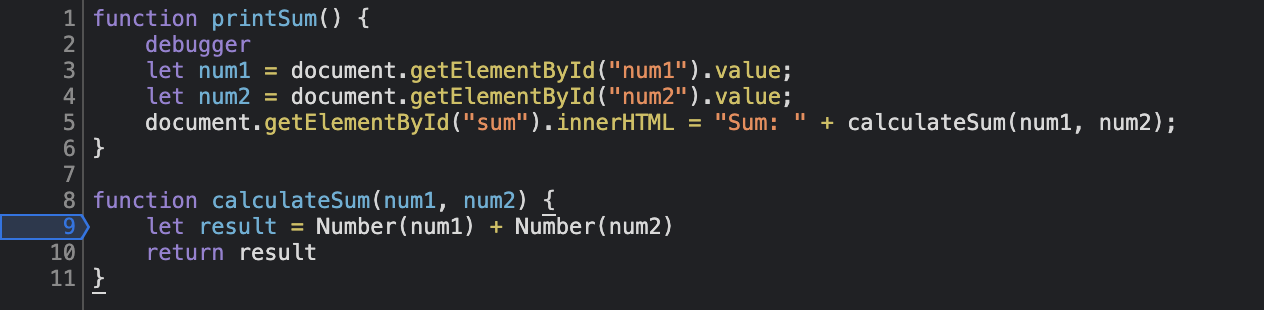 1 function printSum() {
2     debugger
3     let num1 = document.getElementById("num1").value;
4     let num2 = document.getElementById("num2").value;
5     document.getElementById("sum").innerHTML = "Sum: " + calculateSum(num1, num2);
6 }
7
8 function calculateSum(num1, num2) {
9     let result = Number(num1) + Number(num2)
10     return result
11 }